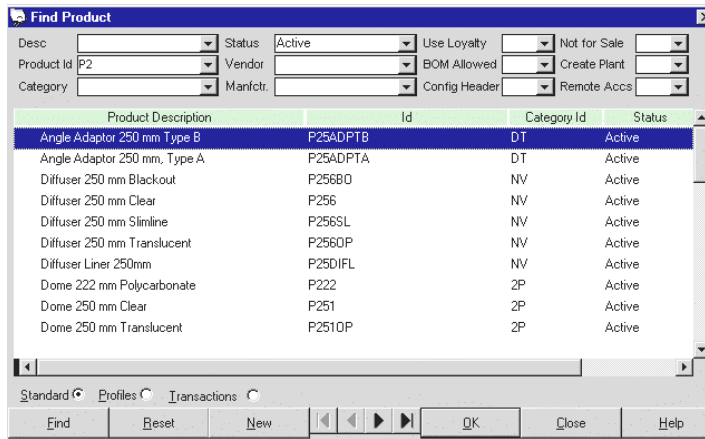 Find Product
Desc Status Active Use Loyalty Not for Sale
Product Id P2 Vendor BOM Allowed Create Plant
Category Manfctr. Config Header Remote Accs
Product Description Id Category Id Status
Angle Adaptor 250 mm Type B P25ADPTB DT Active
Angle Adaptor 250 mm, Type A P25ADPTA DT Active
Diffuser 250 mm Blackout P256BO NV Active
Diffuser 250 mm Clear P256 NV Active
Diffuser 250 mm Slimline P256SL NV Active
Diffuser 250 mm Translucent P256OP NV Active
Diffuser Liner 250mm P25DIFL NV Active
Dome 222 mm Polycarbonate P222 2P Active
Dome 250 mm Clear P251 2P Active
Dome 250 mm Translucent P251OP 2P Active
Standard Profiles Transactions
Find Reset New OK Close Help